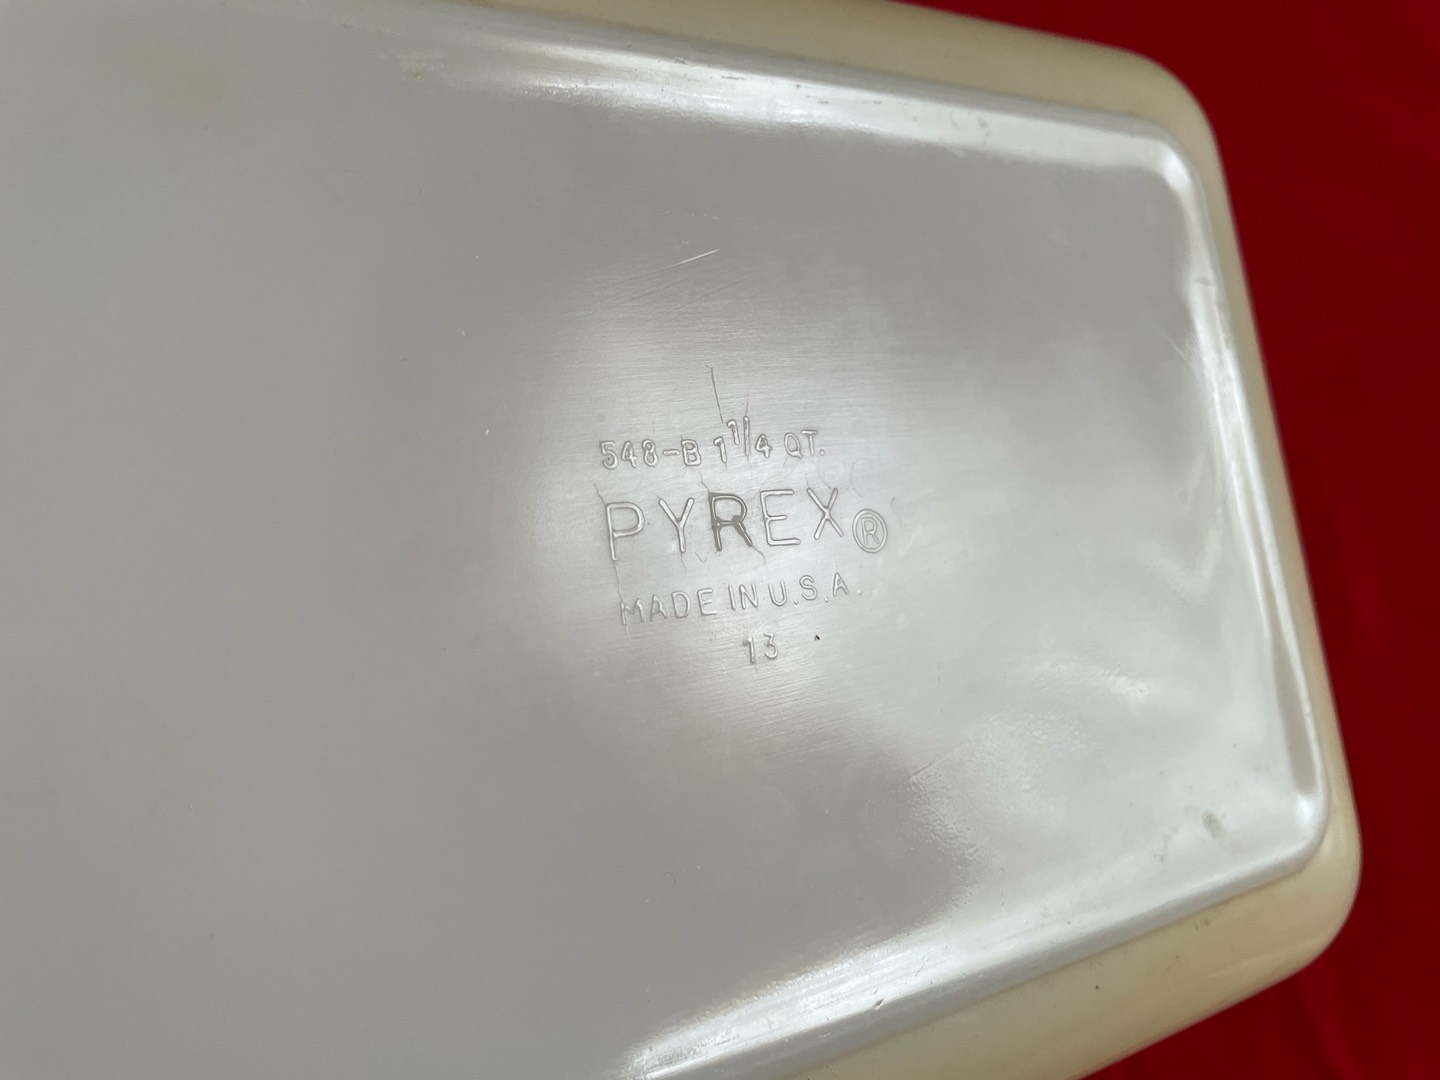 548-B 1 1/4 QT.
PYREX®
MADE IN U.S.A.
13